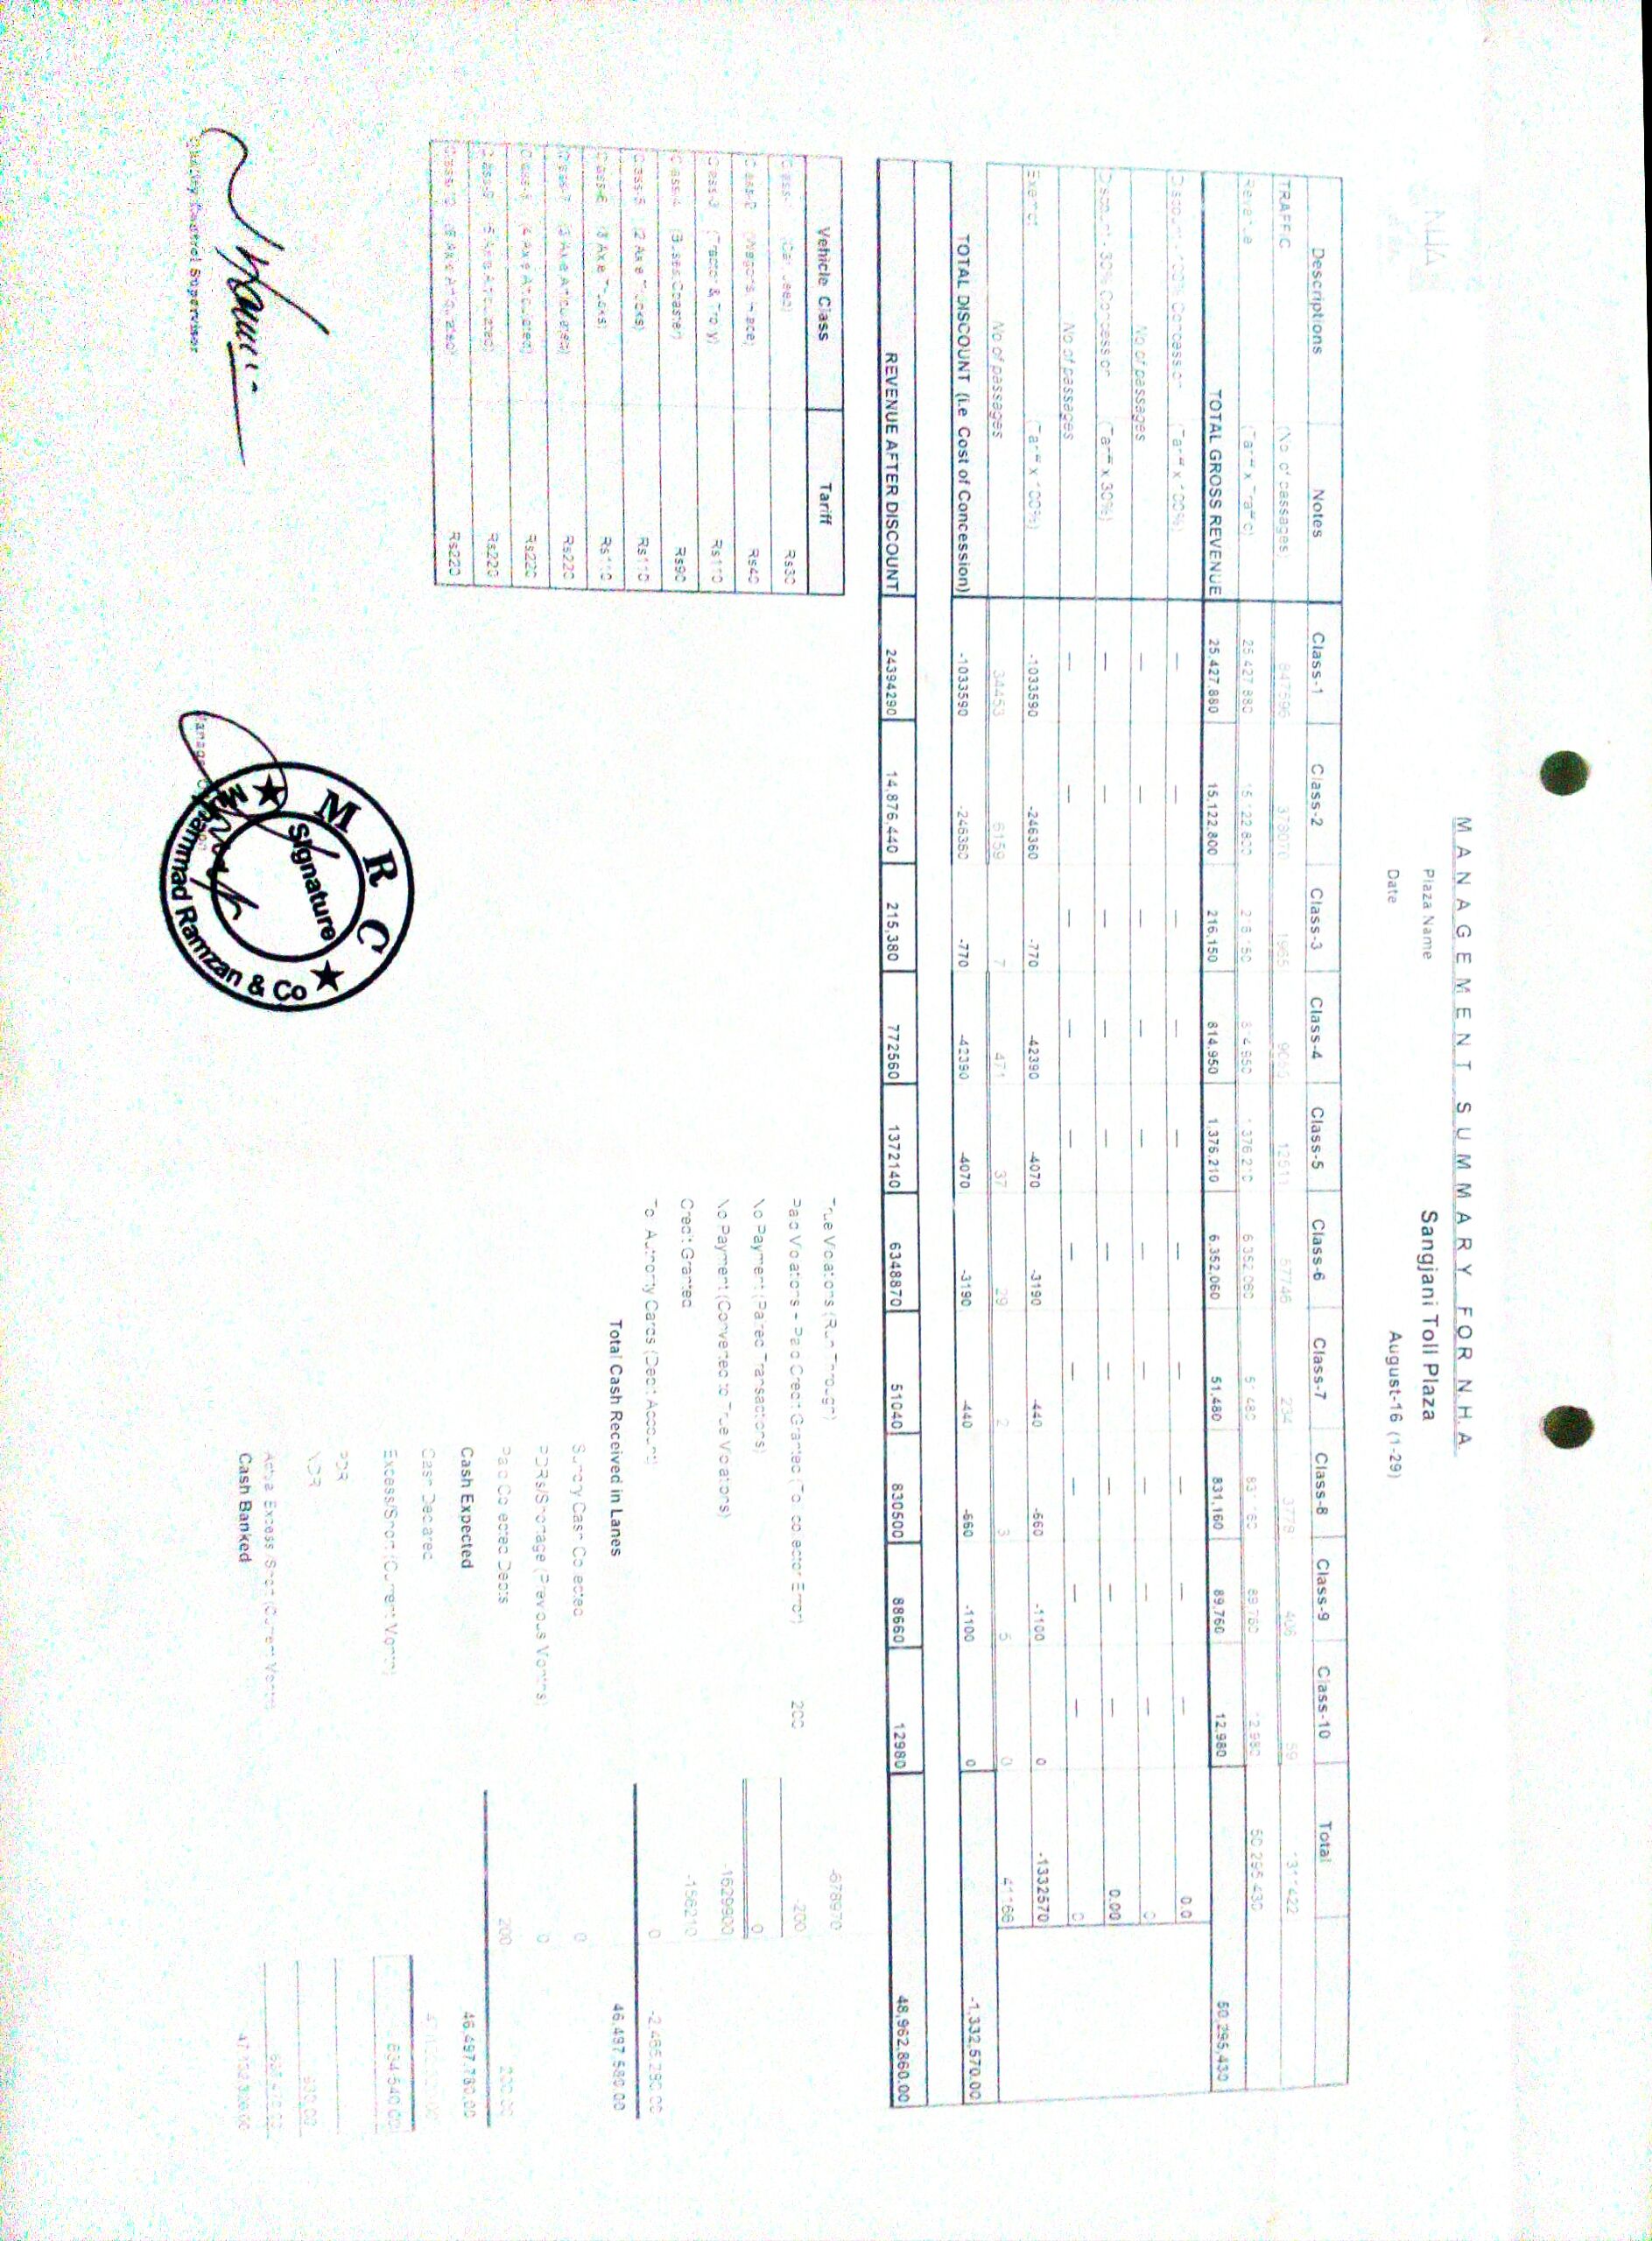 NHA
MANAGEMENT SUMMARY FOR N.H.A.
Plaza Name Sangjani Toll Plaza
Date August-16 (1-29)
Descriptions Notes Class-1 Class-2 Class-3 Class-4 Class-5 Class-6 Class-7 Class-8 Class-9 Class-10 Total
TRAFFIC (No of passages) 847596 378070 1965 9055 12511 57746 234 3778 408 59 1311422
Revenue (Tariff x Traffic) 25,427,880 15,122,800 216,150 814,950 1,376,210 6,352,060 51,480 831,160 89,760 12,980 50,295,430
TOTAL GROSS REVENUE 25,427,880 15,122,800 216,150 814,950 1,376,210 6,352,060 51,480 831,160 89,760 12,980 50,295,430
Discount - 100% Concession (Tariff x 100%) — — — — — — — — — — 0.0
No of passages — — — — — — — — — — 0
Discount - 30% Concession (Tariff x 30%) — — — — — — — — — — 0.00
No of passages — — — — — — — — — — 0
Exempt (Tariff x 100%) -1033590 -246360 -770 -42390 -4070 -3190 -440 -660 -1100 0 -1332570
No of passages 34453 6159 7 471 37 29 2 3 5 0 41166
TOTAL DISCOUNT (i.e Cost of Concession) -1033590 -246360 -770 -42390 -4070 -3190 -440 -660 -1100 0 -1,332,570.00
REVENUE AFTER DISCOUNT 24394290 14,876,440 215,380 772560 1372140 6348870 51040 830500 88660 12980 48,962,860.00
Vehicle Class Tariff
Class-1 (Car, Jeep) Rs30
Class-2 (Wagons, Hiace) Rs40
Class-3 (Tractor & Trolly) Rs110
Class-4 (Buses, Coaster) Rs90
Class-5 (2 Axle Trucks) Rs110
Class-6 (3 Axle Trucks) Rs110
Class-7 (3 Axle Articulated) Rs220
Class-8 (4 Axle Articulated) Rs220
Class-9 (5 Axle Articulated) Rs220
Class-10 (6 Axle Articulated) Rs220
True Violations (Run Through) -678970
Paid Violations - Paid Credit Granted (Toll collector Error) 200 -200
No Payment (Paired Transactions) 0
No Payment (Converted to True Violations) -1629900
Credit Granted -156210
Toll Authority Cards (Debit Account) 0 -2,465,280.00
Total Cash Received in Lanes 46,497,580.00
Sundry Cash Collected 0
PDRs/Shortage (Previous Months) 0
Paid Collected Debts 200 200.00
Cash Expected 46,497,780.00
Cash Declared
Excess/Short (Current Month) 634,540.00
PDR
NDR
Actual Excess /Short (Current Month)
Cash Banked
M R C
Signature
Muhammad Ramzan & Co
Quality Control Supervisor
Manager